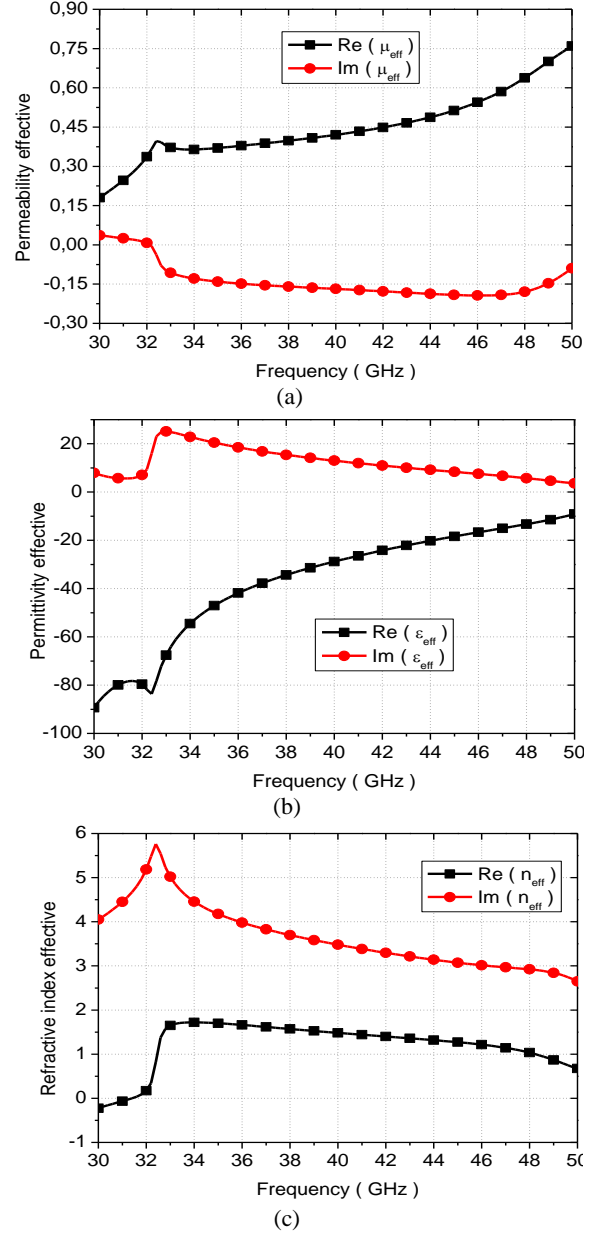 0,90
0,75
0,60
0,45
0,30
0,15
0,00
-0,15
-0,30
Permeability effective
Re ( μeff)
Im ( μeff)
30 32 34 36 38 40 42 44 46 48 50
Frequency ( GHz )
(a)
20
0
-20
-40
-60
-80
-100
Permittivity effective
Re ( εeff)
Im ( εeff)
30 32 34 36 38 40 42 44 46 48 50
Frequency ( GHz )
(b)
6
5
4
3
2
1
0
-1
Refractive index effective
Re ( neff )
Im ( neff )
30 32 34 36 38 40 42 44 46 48 50
Frequency ( GHz )
(c)